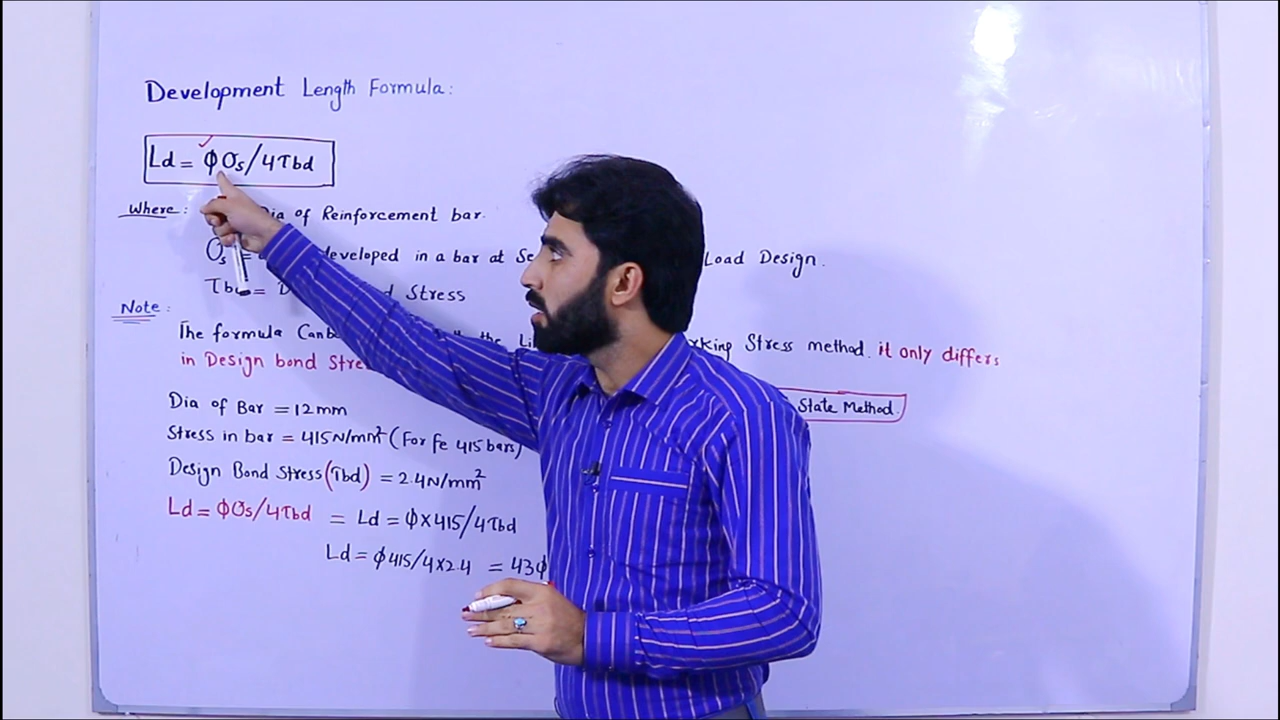 Development Length Formula:
Ld = ϕσs/4τbd
Where: Dia of Reinforcement bar.
σs = developed in a bar at Load Design.
τbd = Stress
Note:
The formula the Stress method. it only differs
in Design bond
State Method.
Dia of Bar = 12mm
Stress in bar = 415N/mm² (For fe 415 bars)
Design Bond Stress (τbd) = 2.4N/mm²
Ld = ϕσs/4τbd = Ld = ϕ×415/4τbd
Ld = ϕ415/4×2.4 = 43ϕ